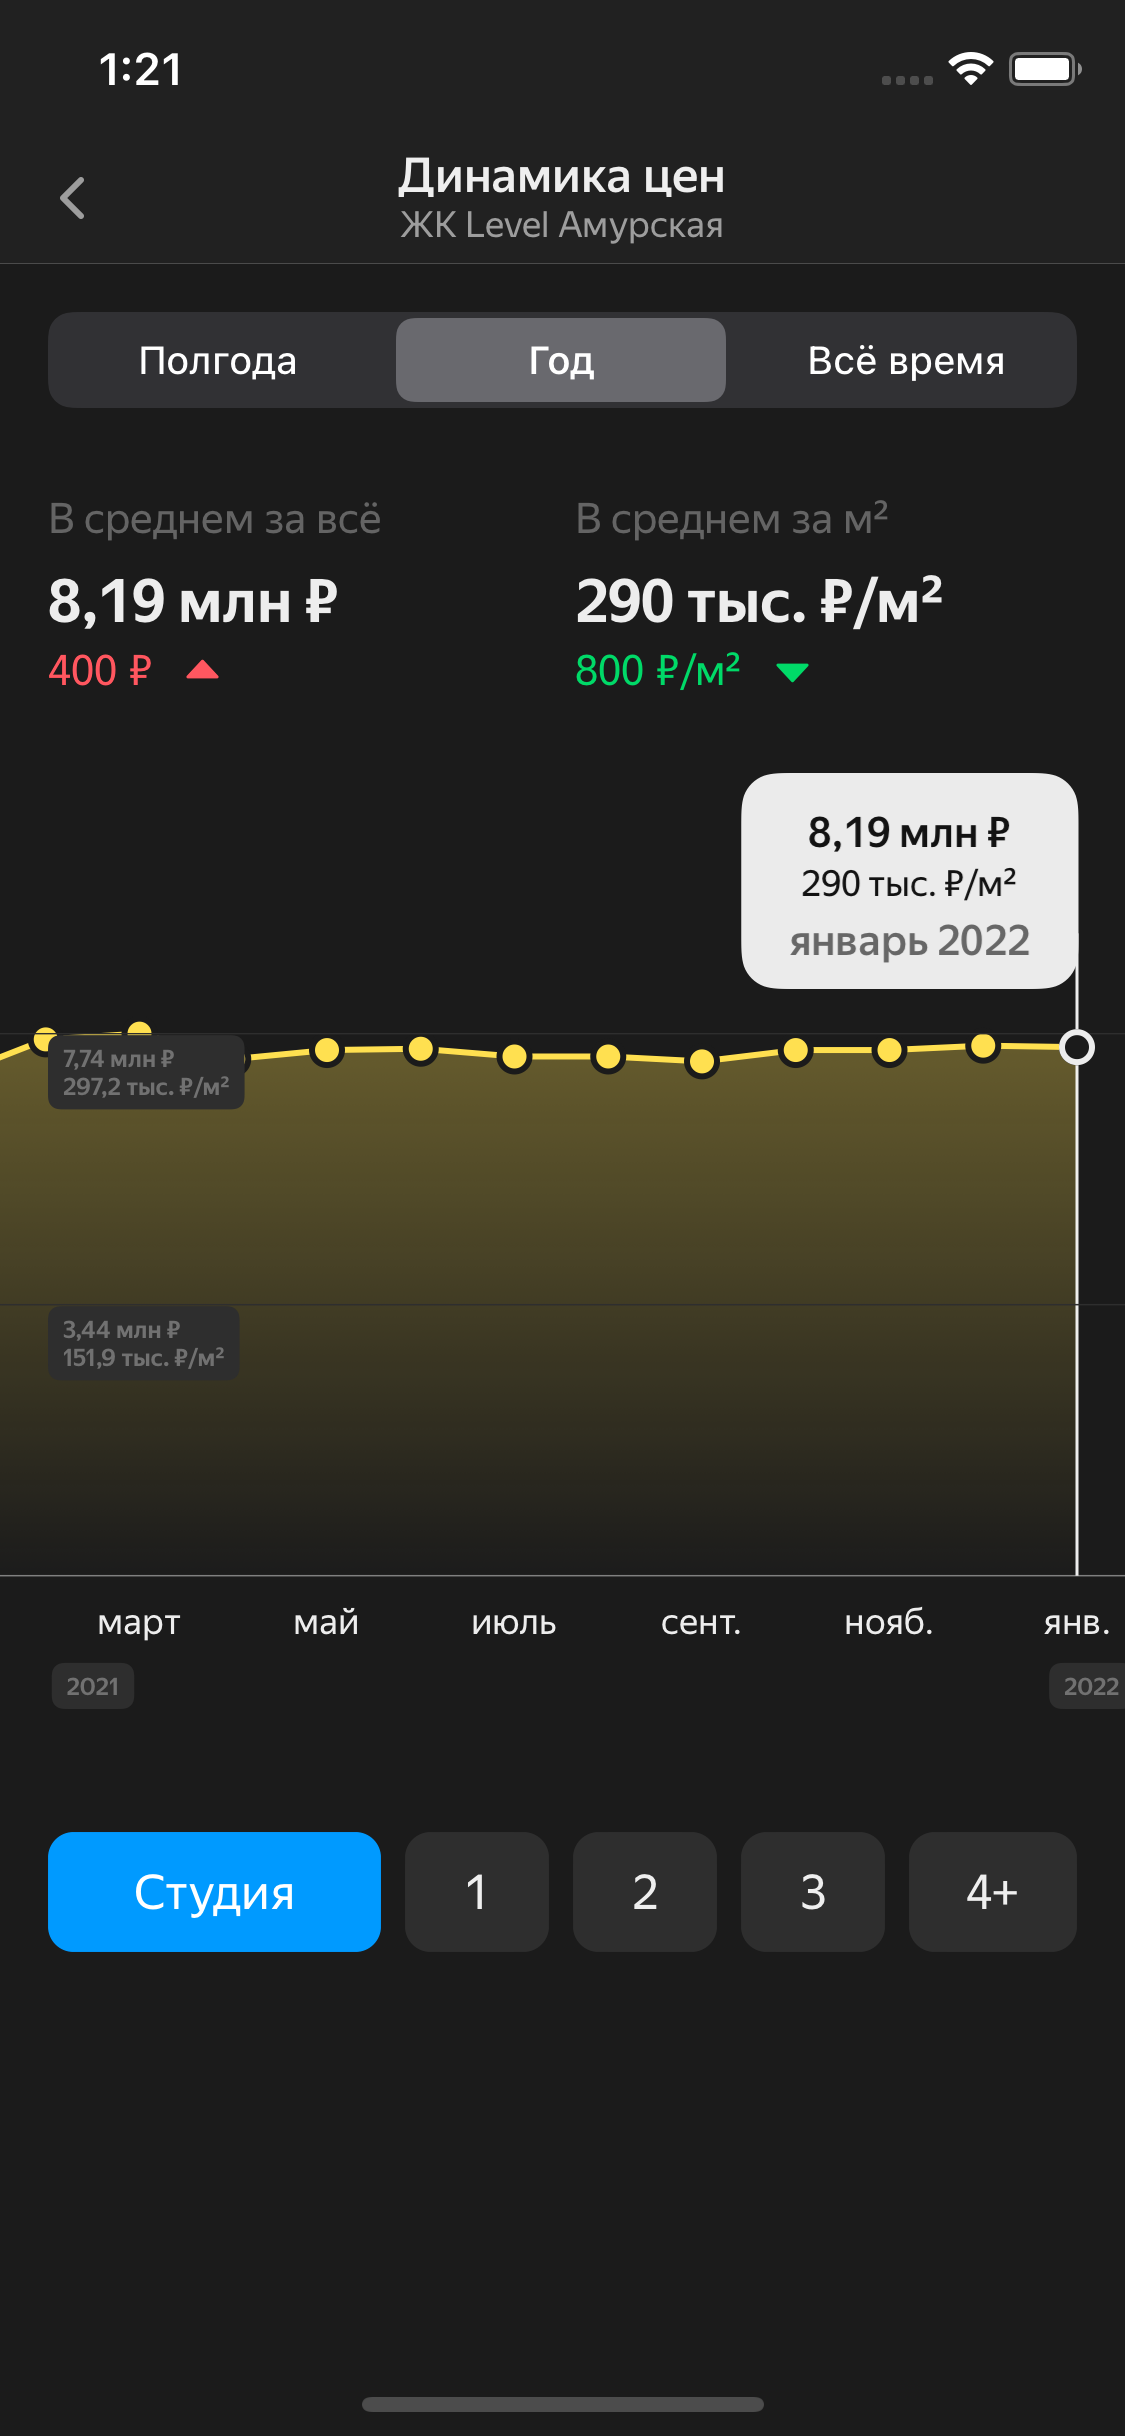 1:21
Динамика цен
ЖК Level Амурская
Полгода
Год
Всё время
В среднем за всё
В среднем за м²
8,19 млн ₽
290 тыс. ₽/м²
400 ₽
800 ₽/м²
8,19 млн ₽
290 тыс. ₽/м²
январь 2022
7,74 млн ₽
297,2 тыс. ₽/м²
3,44 млн ₽
151,9 тыс. ₽/м²
март
май
июль
сент.
нояб.
янв.
2021
2022
Студия
1
2
3
4+